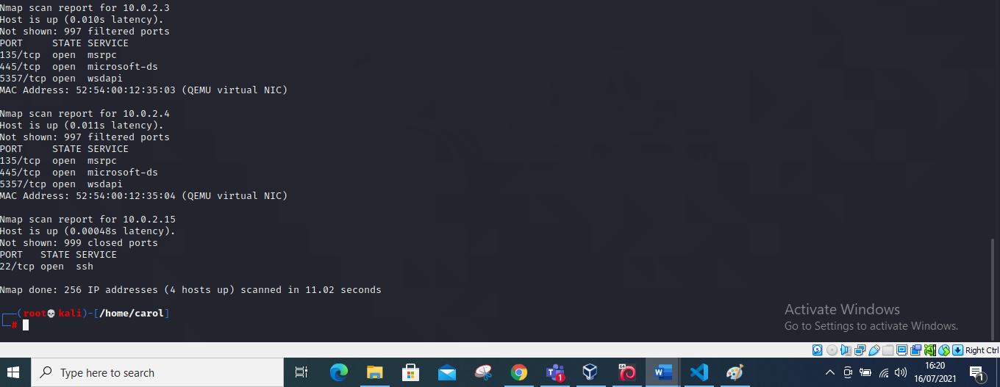 Nmap scan report for 10.0.2.3
Host is up (0.010s latency).
Not shown: 997 filtered ports
PORT     STATE SERVICE
135/tcp  open  msrpc
445/tcp  open  microsoft-ds
5357/tcp open  wsdapi
MAC Address: 52:54:00:12:35:03 (QEMU virtual NIC)
Nmap scan report for 10.0.2.4
Host is up (0.011s latency).
Not shown: 997 filtered ports
PORT     STATE SERVICE
135/tcp  open  msrpc
445/tcp  open  microsoft-ds
5357/tcp open  wsdapi
MAC Address: 52:54:00:12:35:04 (QEMU virtual NIC)
Nmap scan report for 10.0.2.15
Host is up (0.00048s latency).
Not shown: 999 closed ports
PORT   STATE SERVICE
22/tcp open  ssh
Nmap done: 256 IP addresses (4 hosts up) scanned in 11.02 seconds
┌──(root💀kali)-[/home/carol]
└─#
Activate Windows
Go to Settings to activate Windows.
Right Ctrl
Type here to search
64
1
W
16:20
16/07/2021
1